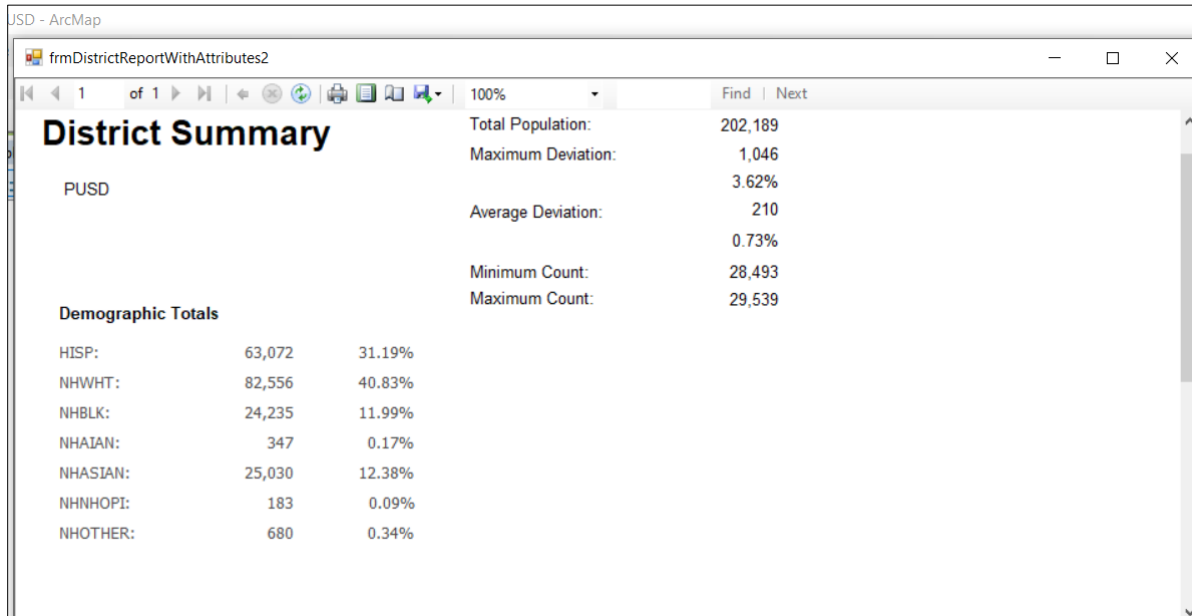 USD - ArcMap
frmDistrictReportWithAttributes2
1 of 1 100% Find | Next
District Summary
PUSD
Total Population: 202,189
Maximum Deviation: 1,046
3.62%
Average Deviation: 210
0.73%
Minimum Count: 28,493
Maximum Count: 29,539
Demographic Totals
HISP: 63,072 31.19%
NHWHT: 82,556 40.83%
NHBLK: 24,235 11.99%
NHAIAN: 347 0.17%
NHASIAN: 25,030 12.38%
NHNHOPI: 183 0.09%
NHOTHER: 680 0.34%